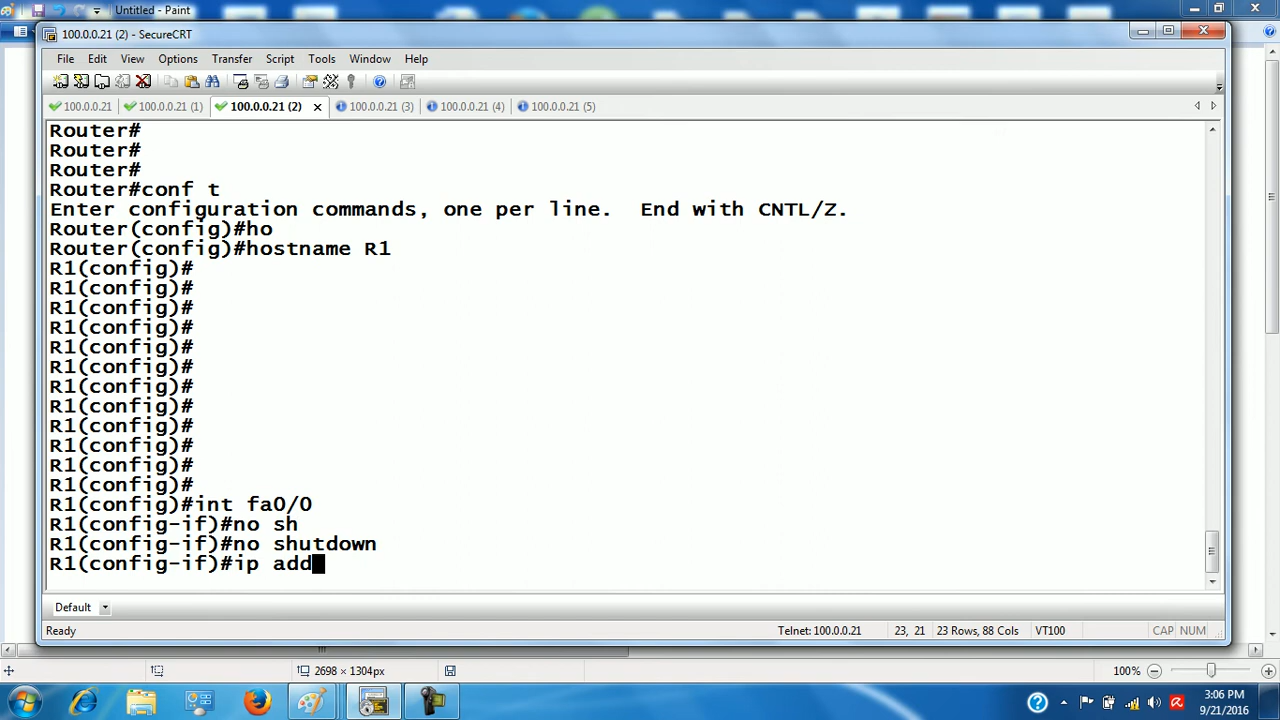 Untitled - Paint
100.0.0.21 (2) - SecureCRT
File Edit View Options Transfer Script Tools Window Help
100.0.0.21 100.0.0.21 (1) 100.0.0.21 (2) 100.0.0.21 (3) 100.0.0.21 (4) 100.0.0.21 (5)
Router#
Router#
Router#
Router#conf t
Enter configuration commands, one per line.  End with CNTL/Z.
Router(config)#ho
Router(config)#hostname R1
R1(config)#
R1(config)#
R1(config)#
R1(config)#
R1(config)#
R1(config)#
R1(config)#
R1(config)#
R1(config)#
R1(config)#
R1(config)#
R1(config)#
R1(config)#int fa0/0
R1(config-if)#no sh
R1(config-if)#no shutdown
R1(config-if)#ip add
Default
Ready Telnet: 100.0.0.21 23, 21 23 Rows, 88 Cols VT100 CAP NUM
2698 × 1304px 100%
3:06 PM
9/21/2016